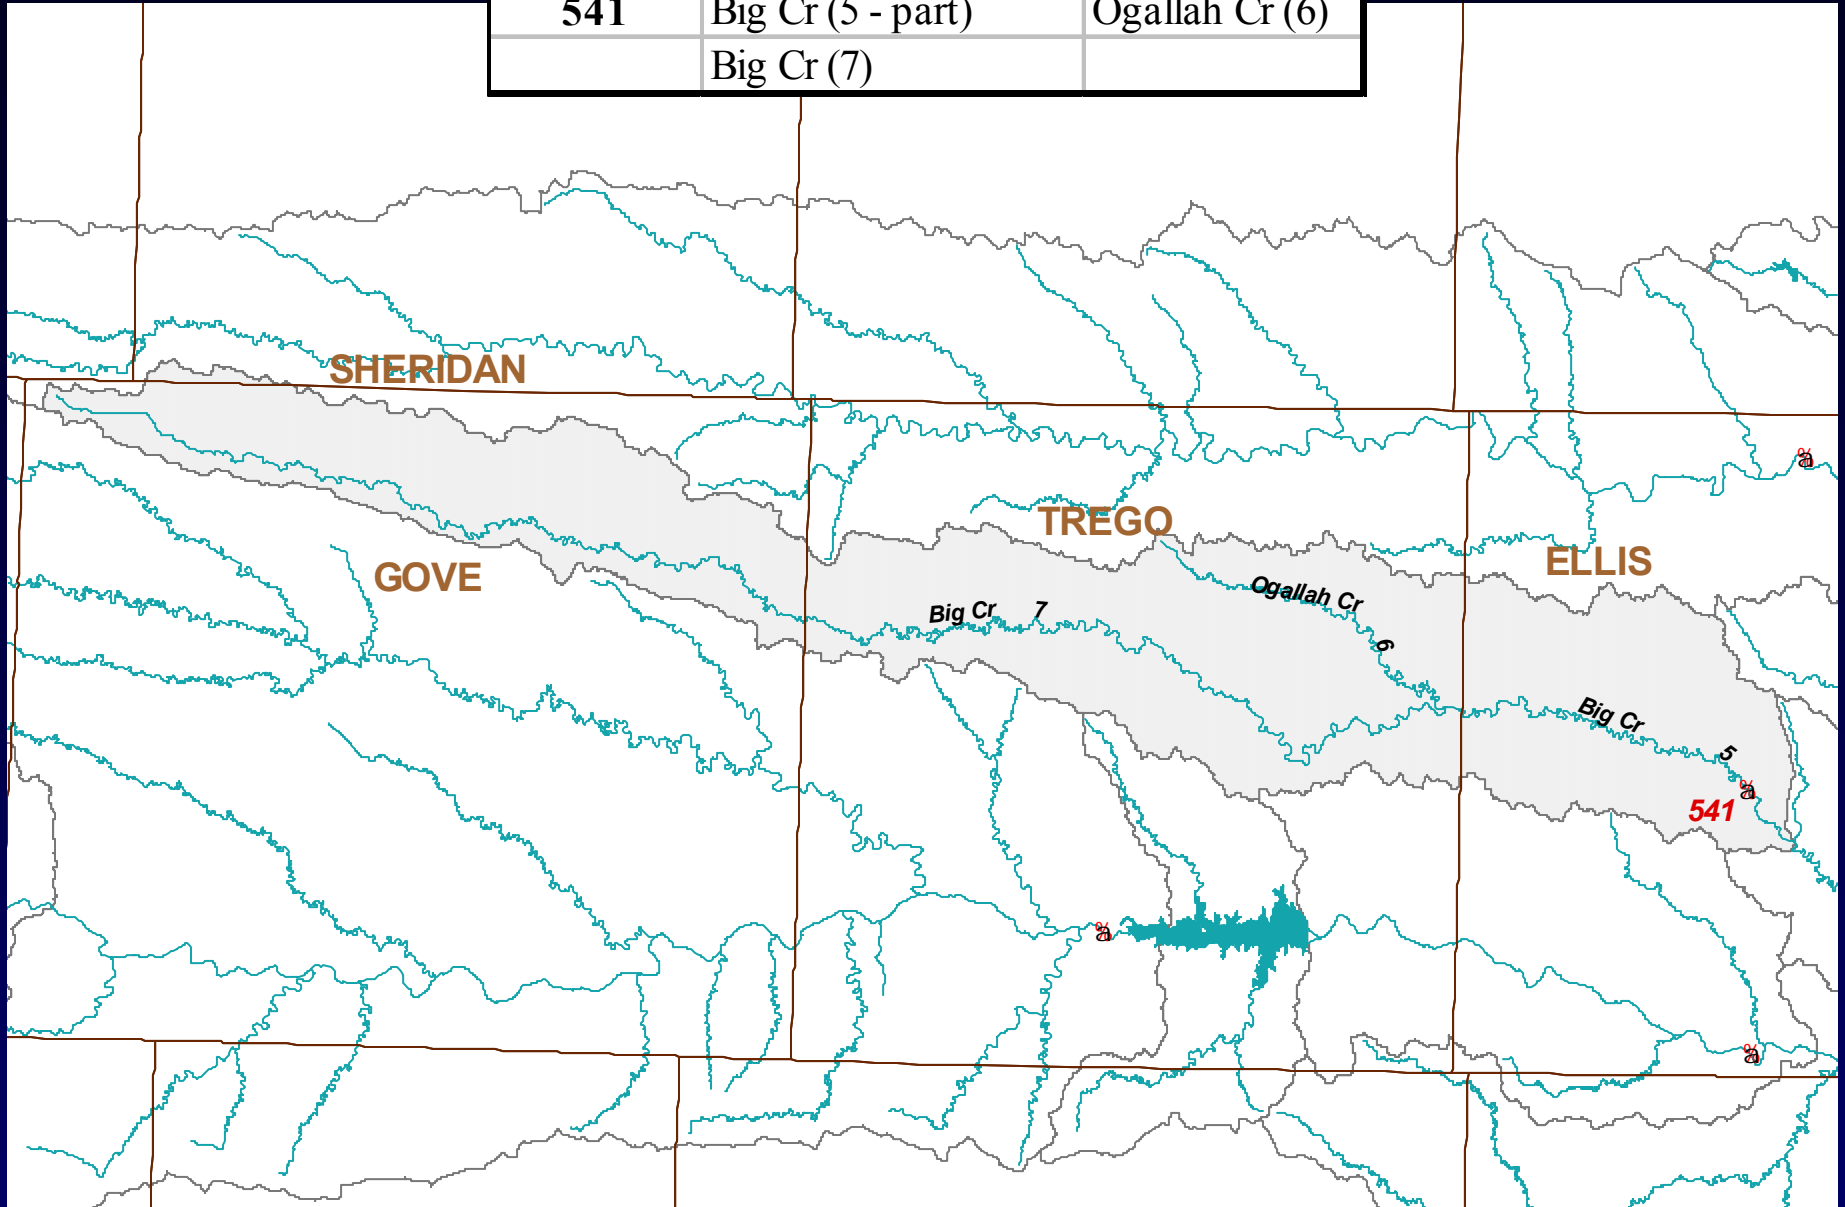 541 Big Cr (5 - part) Ogallah Cr (6)
Big Cr (7)
SHERIDAN
TREGO
ELLIS
GOVE
Big Cr 7
Ogallah Cr
6
Big Cr
5
541